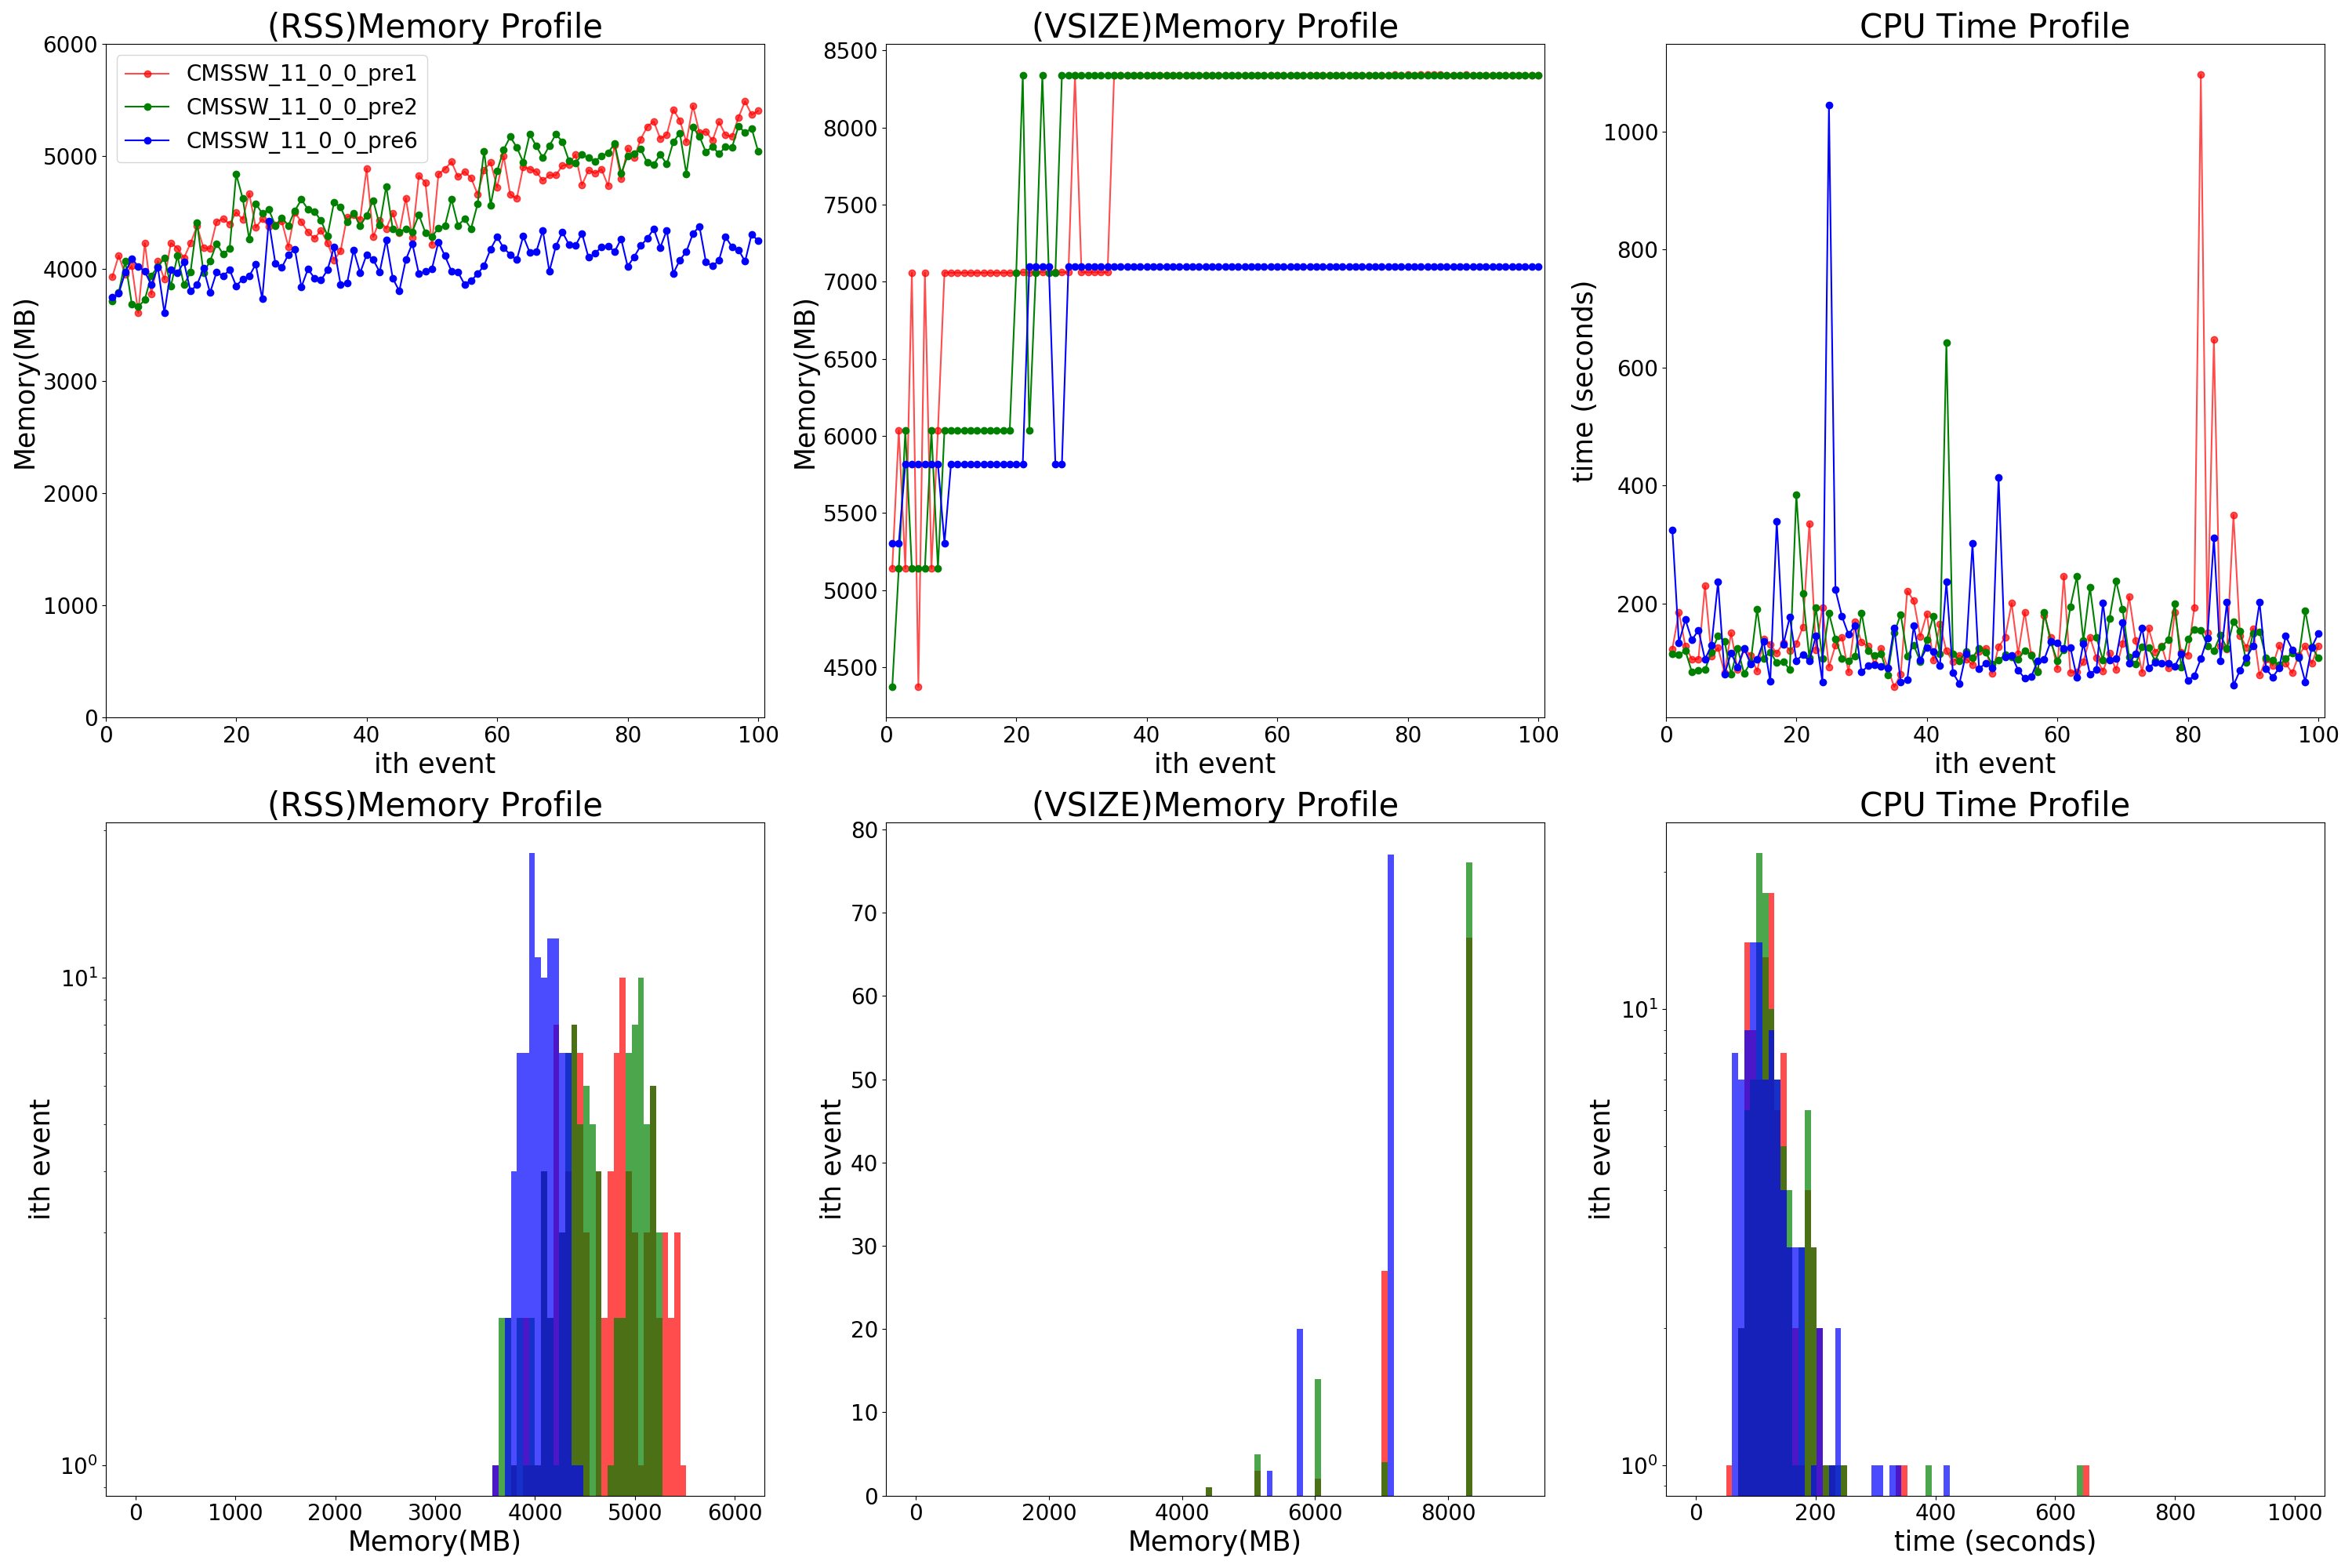 (RSS)Memory Profile
6000
5000
4000
3000
2000
1000
0
Memory(MB)
CMSSW_11_0_0_pre1
CMSSW_11_0_0_pre2
CMSSW_11_0_0_pre6
0 20 40 60 80 100
ith event
(VSIZE)Memory Profile
8500
8000
7500
7000
6500
6000
5500
5000
4500
Memory(MB)
0 20 40 60 80 100
ith event
CPU Time Profile
1000
800
600
400
200
time (seconds)
0 20 40 60 80 100
ith event
(RSS)Memory Profile
10¹
10⁰
ith event
0 1000 2000 3000 4000 5000 6000
Memory(MB)
(VSIZE)Memory Profile
80
70
60
50
40
30
20
10
0
ith event
0 2000 4000 6000 8000
Memory(MB)
CPU Time Profile
10¹
10⁰
ith event
0 200 400 600 800 1000
time (seconds)